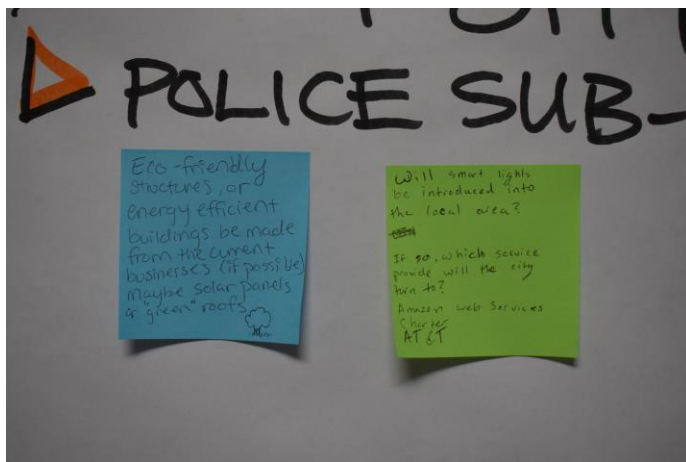 POLICE SUB-
Eco-friendly
structures, or
energy efficient
buildings be made
from the current
businesses (if possible)
maybe solar panels
or "green" roofs
Will smart lights
be introduced into
the local area?
If so, which service
provide will the city
turn to?
Amazon Web Services
Charter
AT&T